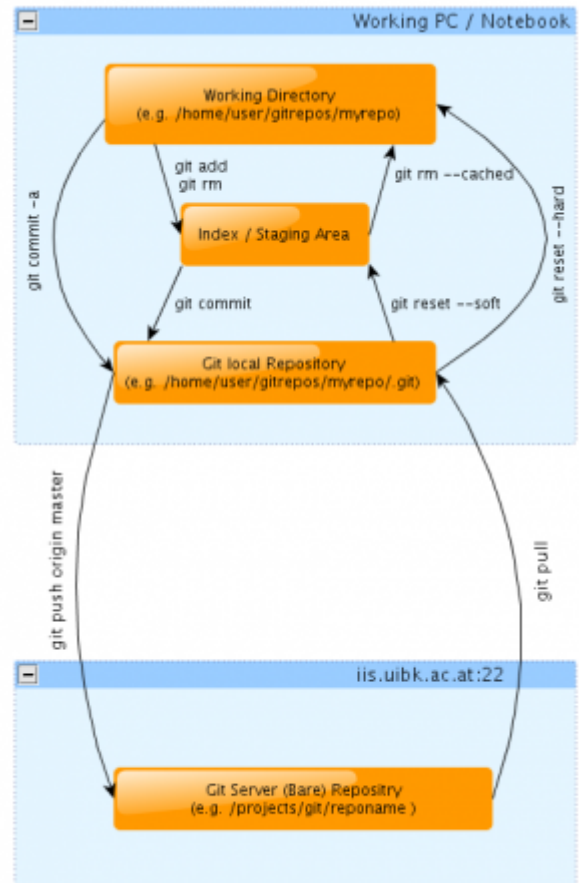 Working PC / Notebook
Working Directory
(e.g. /home/user/gitrepos/myrepo)
git add
git rm
git rm --cached
git commit -a
git reset --hard
Index / Staging Area
git commit
git reset --soft
Git local Repository
(e.g. /home/user/gitrepos/myrepo/.git)
git push origin master
git pull
iis.uibk.ac.at:22
Git Server (Bare) Repositry
(e.g. /projects/git/reponame )